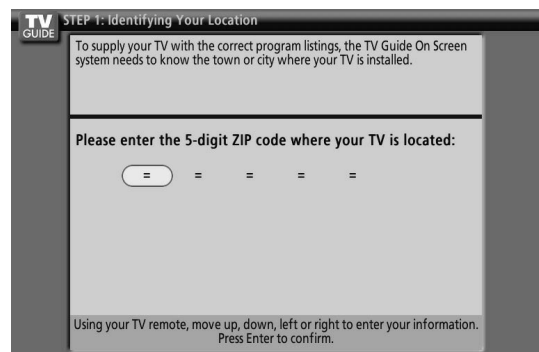 TV
GUIDE
STEP 1: Identifying Your Location
To supply your TV with the correct program listings, the TV Guide On Screen
system needs to know the town or city where your TV is installed.
Please enter the 5-digit ZIP code where your TV is located:
= = = = =
Using your TV remote, move up, down, left or right to enter your information.
Press Enter to confirm.